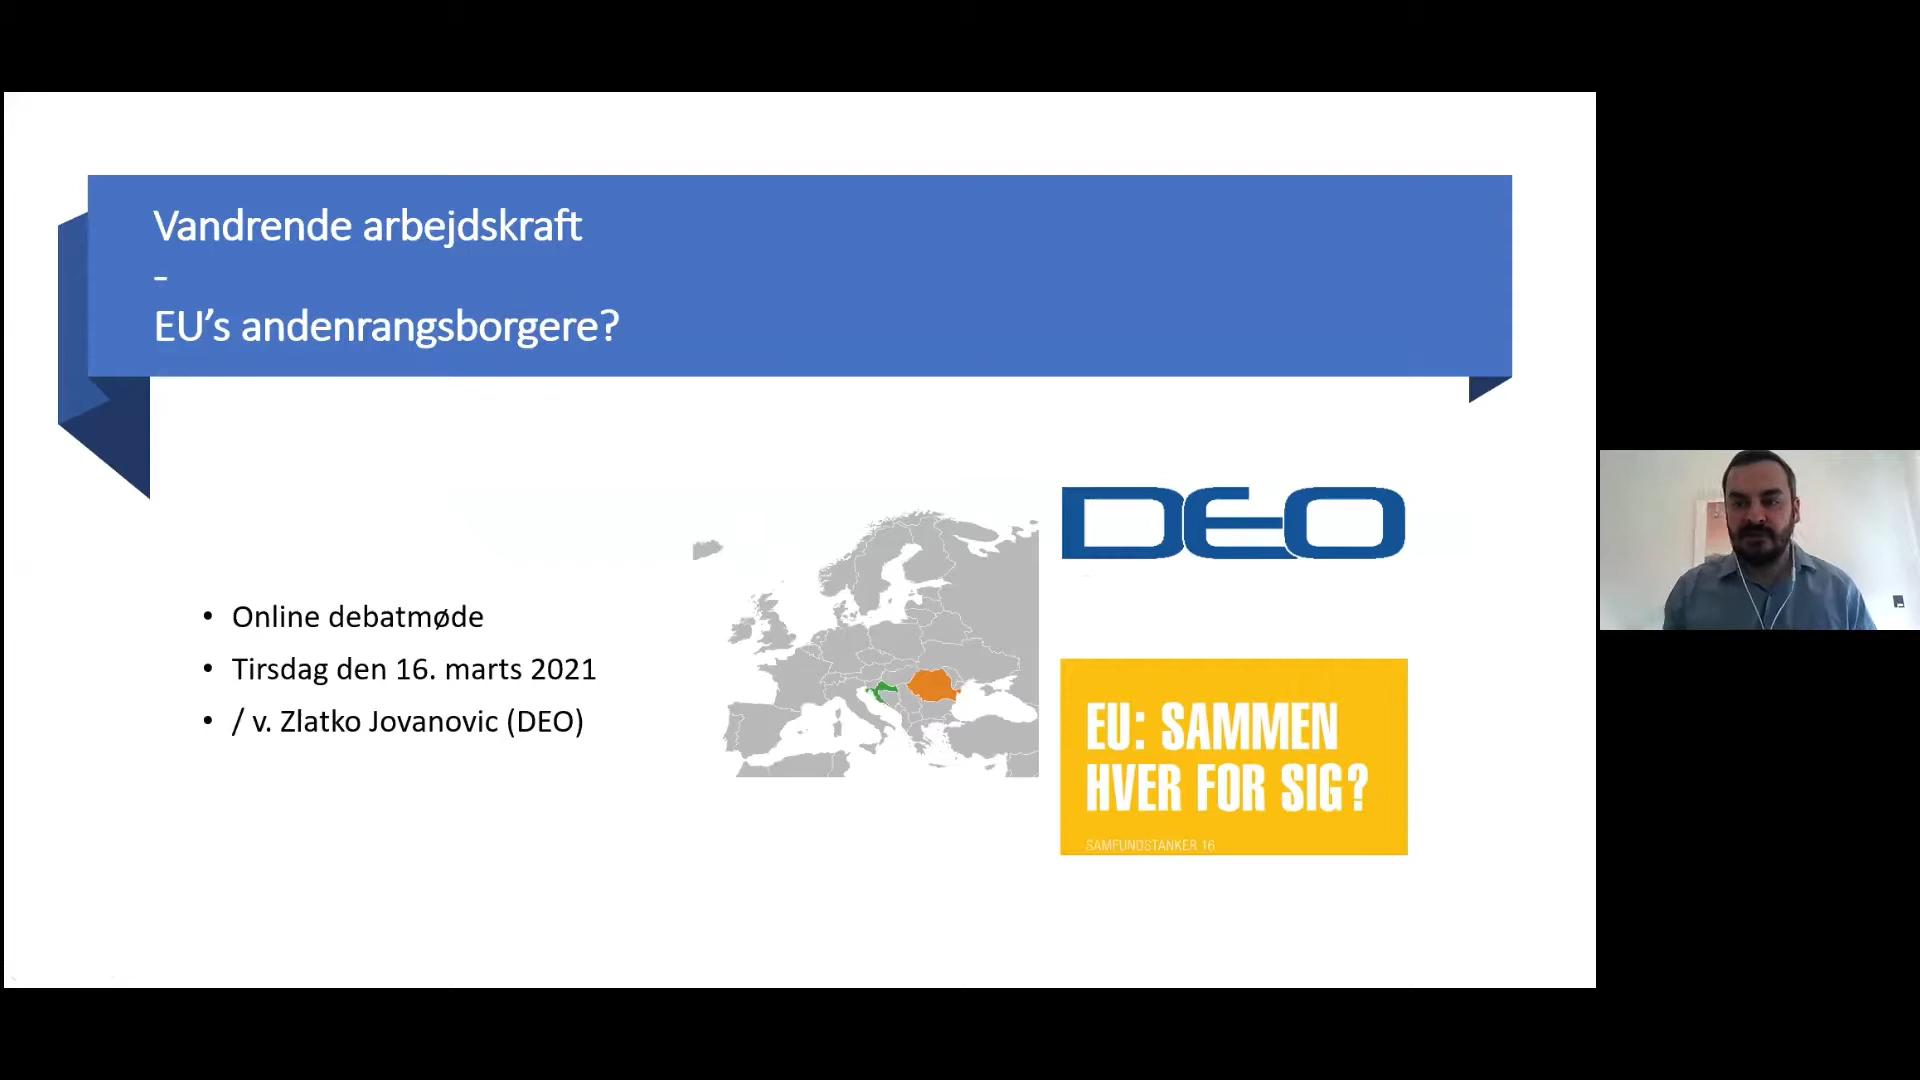 Vandrende arbejdskraft
-
EU’s andenrangsborgere?
• Online debatmøde
• Tirsdag den 16. marts 2021
• / v. Zlatko Jovanovic (DEO)
DEO
EU: SAMMEN
HVER FOR SIG?
SAMFUNDSTANKER 16